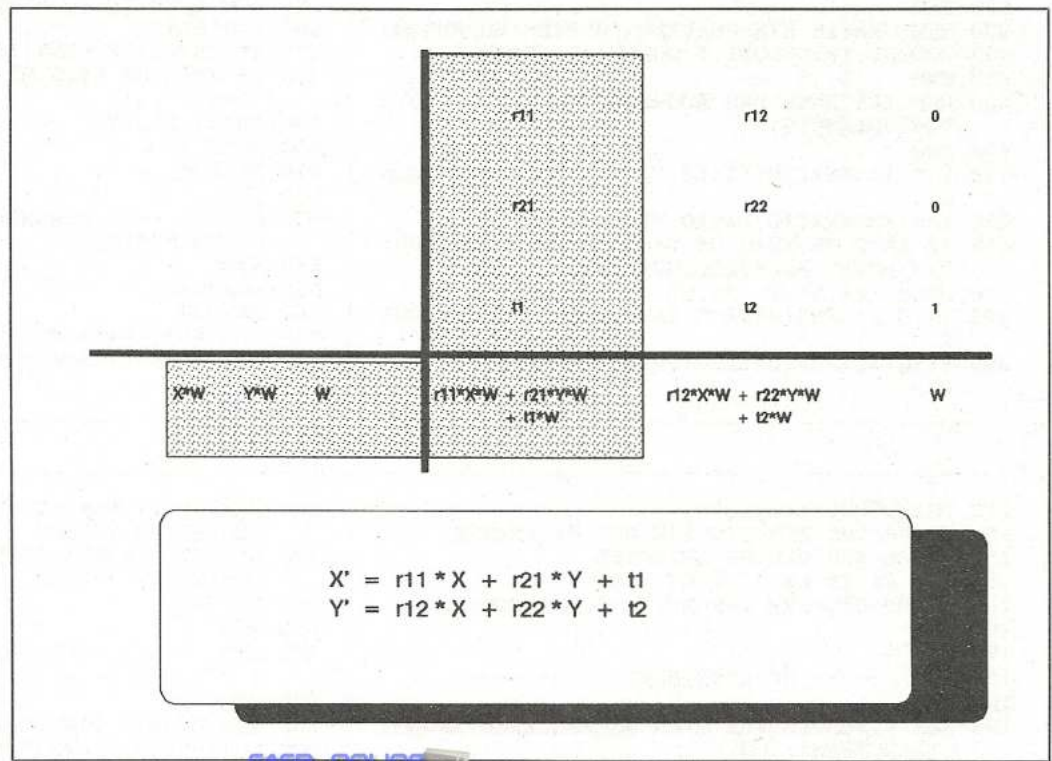 r11 r12 0
r21 r22 0
t1 t2 1
X*W Y*W W r11*X*W + r21*Y*W r12*X*W + r22*Y*W W
+ t1*W + t2*W
X' = r11 * X + r21 * Y + t1
Y' = r12 * X + r22 * Y + t2